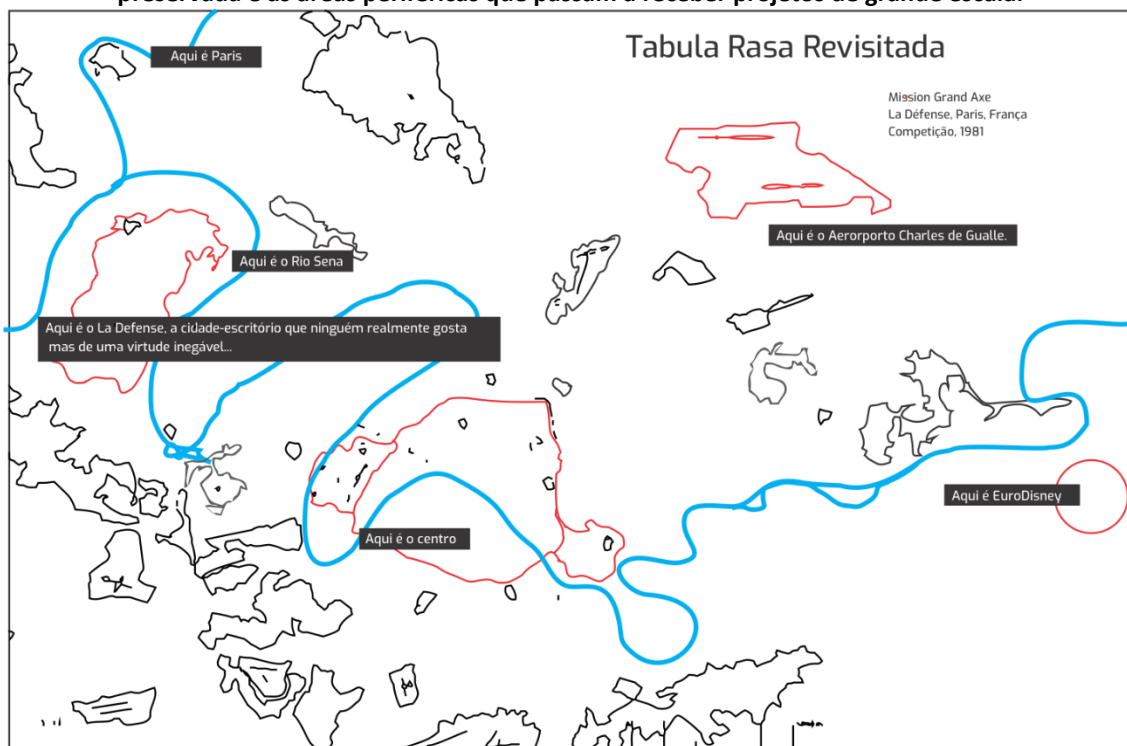 preservada e as áreas periféricas que passam a receber projetos de grande escala.
Aqui é Paris
Tabula Rasa Revisitada
Mission Grand Axe
La Défense, Paris, França
Competição, 1981
Aqui é o Aerorporto Charles de Gualle.
Aqui é o Rio Sena
Aqui é o La Defense, a cidade-escritório que ninguém realmente gosta
mas de uma virtude inegável...
Aqui é EuroDisney
Aqui é o centro